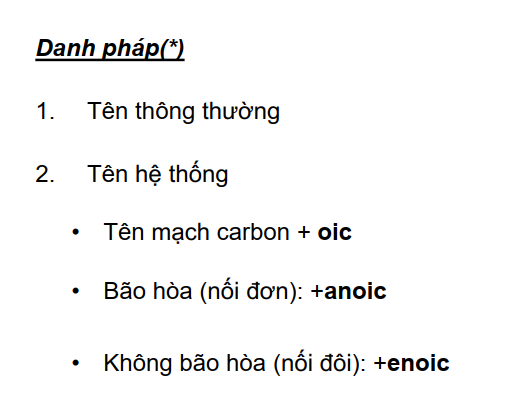 Danh pháp(*)
1. Tên thông thường
2. Tên hệ thống
• Tên mạch carbon + oic
• Bão hòa (nối đơn): +anoic
• Không bão hòa (nối đôi): +enoic